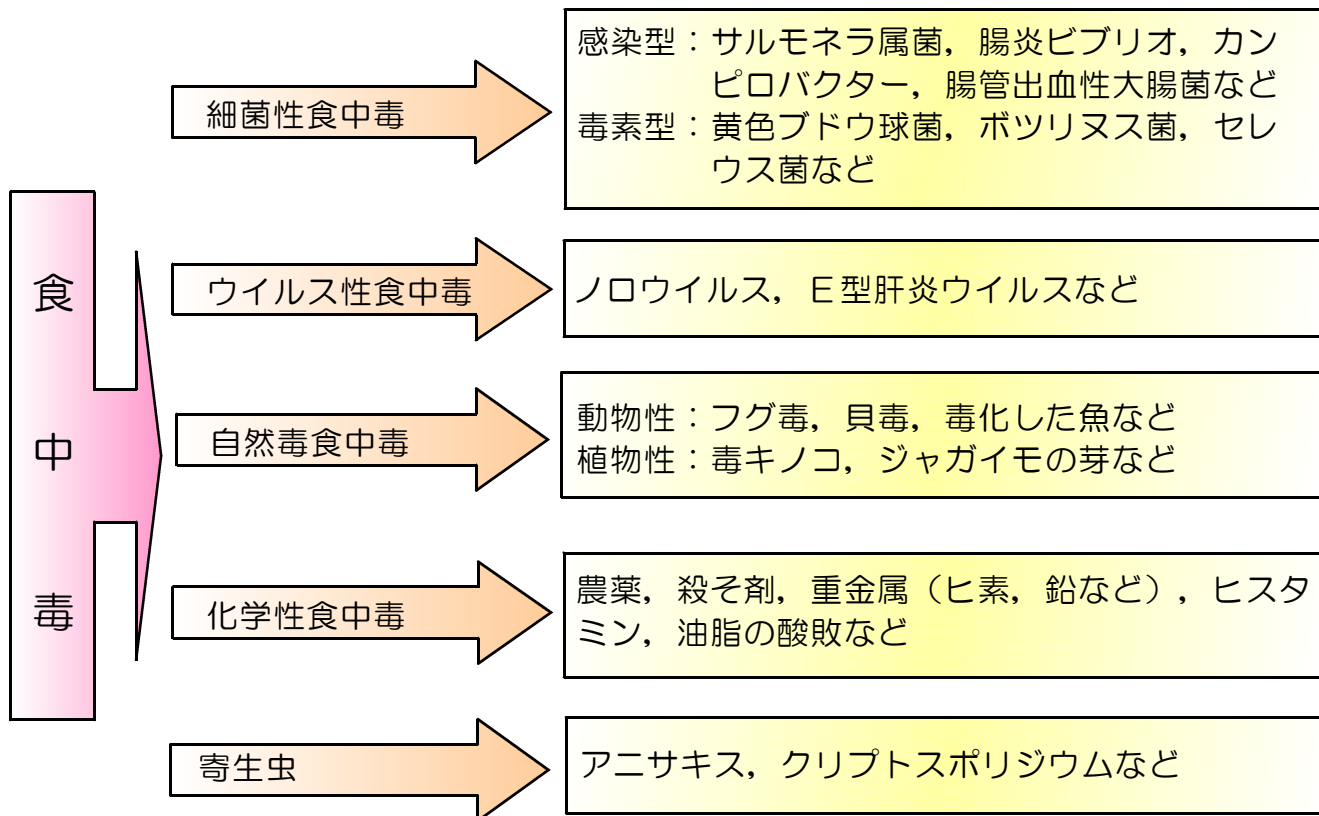 食中毒
細菌性食中毒
感染型：サルモネラ属菌，腸炎ビブリオ，カン
ピロバクター，腸管出血性大腸菌など
毒素型：黄色ブドウ球菌，ボツリヌス菌，セレ
ウス菌など
ウイルス性食中毒
ノロウイルス，Ｅ型肝炎ウイルスなど
自然毒食中毒
動物性：フグ毒，貝毒，毒化した魚など
植物性：毒キノコ，ジャガイモの芽など
化学性食中毒
農薬，殺そ剤，重金属（ヒ素，鉛など），ヒスタ
ミン，油脂の酸敗など
寄生虫
アニサキス，クリプトスポリジウムなど